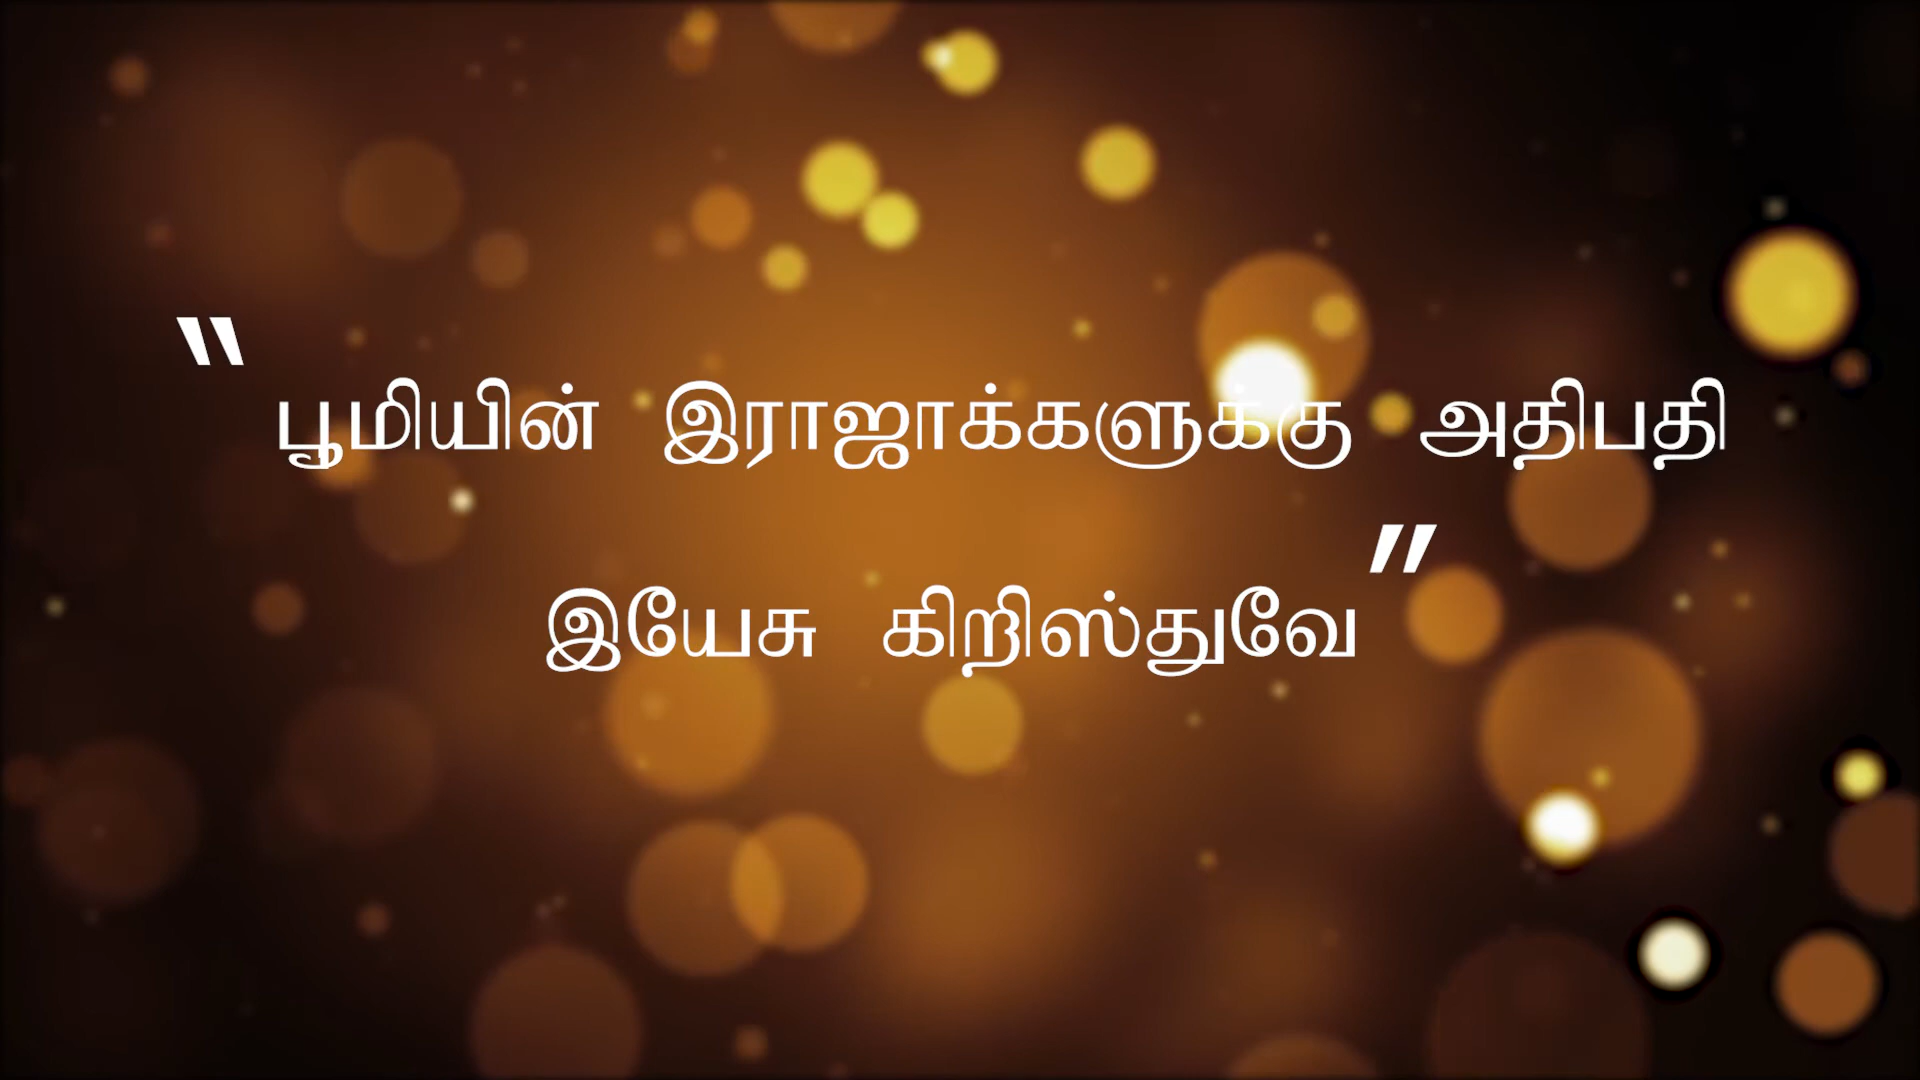 “பூமியின் இராஜாக்களுக்கு அதிபதி
இயேசு கிறிஸ்துவே”